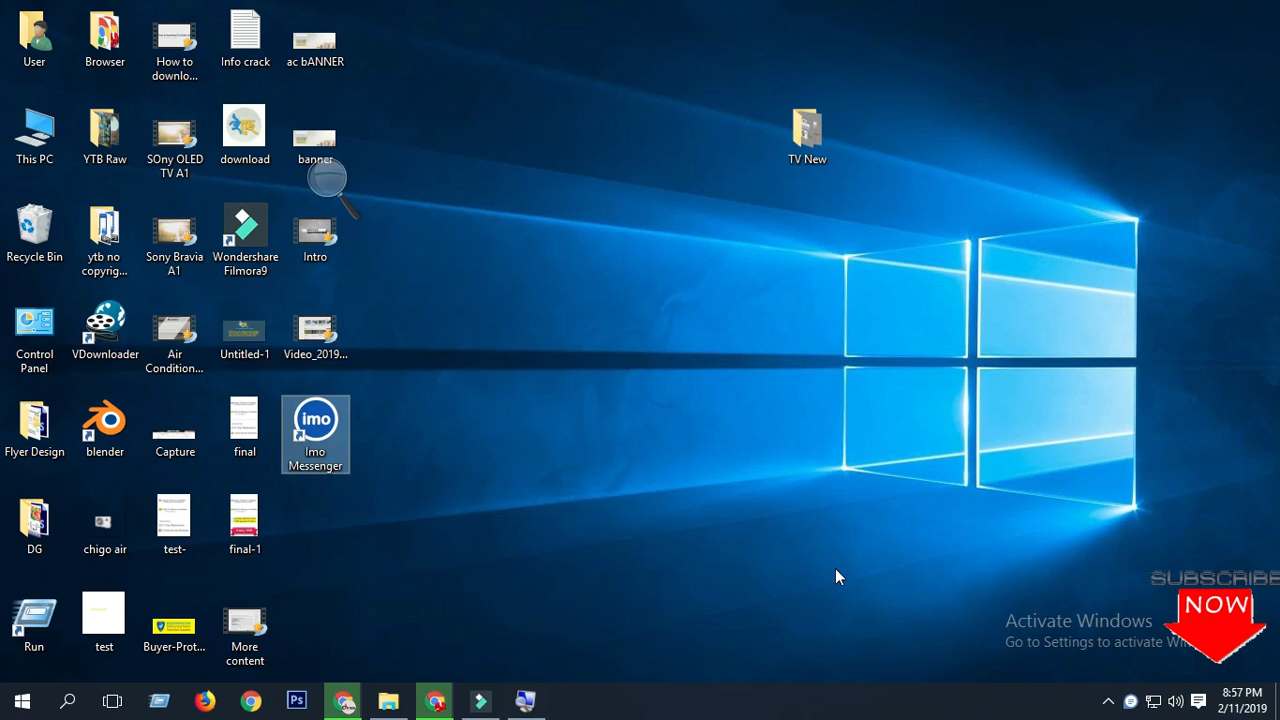 User
Browser
How to
downlo...
Info crack
ac bANNER
This PC
YTB Raw
SOny OLED
TV A1
download
banner
TV New
Recycle Bin
ytb no
copyrig...
Sony Bravia
A1
Wondershare
Filmora9
Intro
Control
Panel
VDownloader
Air
Condition...
Untitled-1
Video_2019...
Flyer Design
blender
Capture
final
imo
Imo
Messenger
DG
chigo air
test-
final-1
Run
test
Buyer-Prot...
More
content
SUBSCRIBE
NOW
Activate Windows
Go to Settings to activate
Ps
8:57 PM
2/11/2019